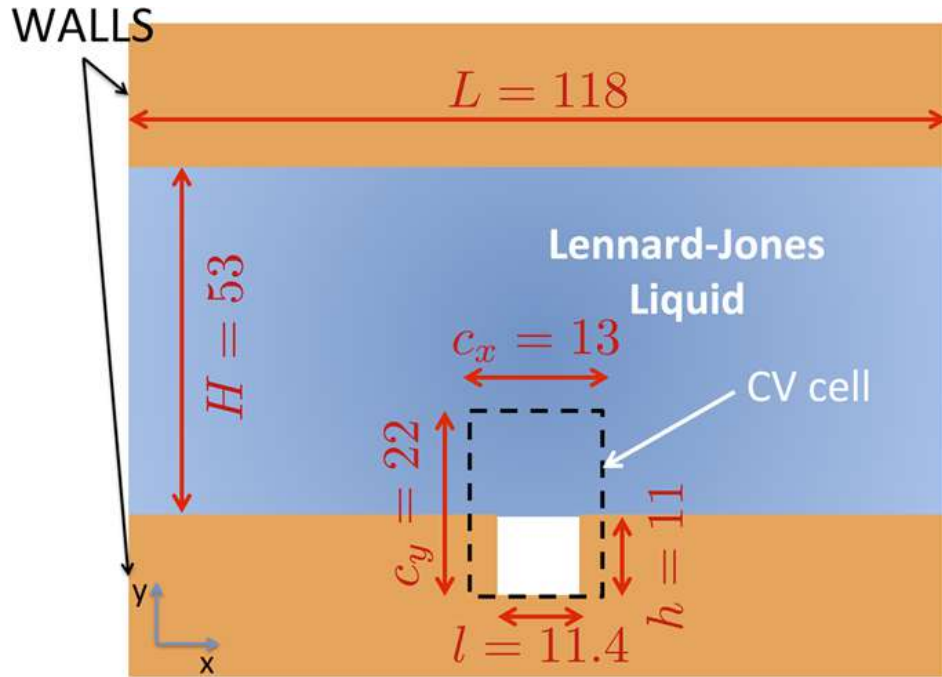 WALLS
L = 118
H = 53
Lennard-Jones
Liquid
c_x = 13
CV cell
c_y = 22
h = 11
l = 11.4
y
x